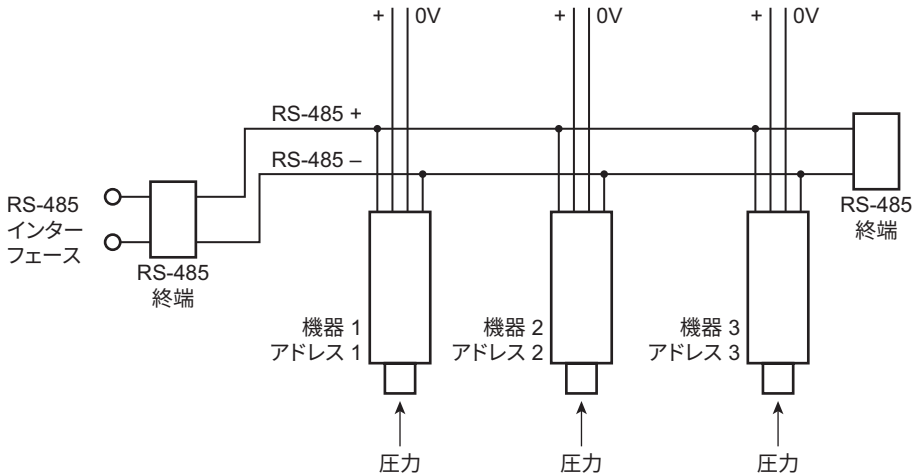 + 0V
+ 0V
+ 0V
RS-485 +
RS-485 –
RS-485
インター
フェース
RS-485
終端
RS-485
終端
機器 1
アドレス 1
機器 2
アドレス 2
機器 3
アドレス 3
圧力
圧力
圧力